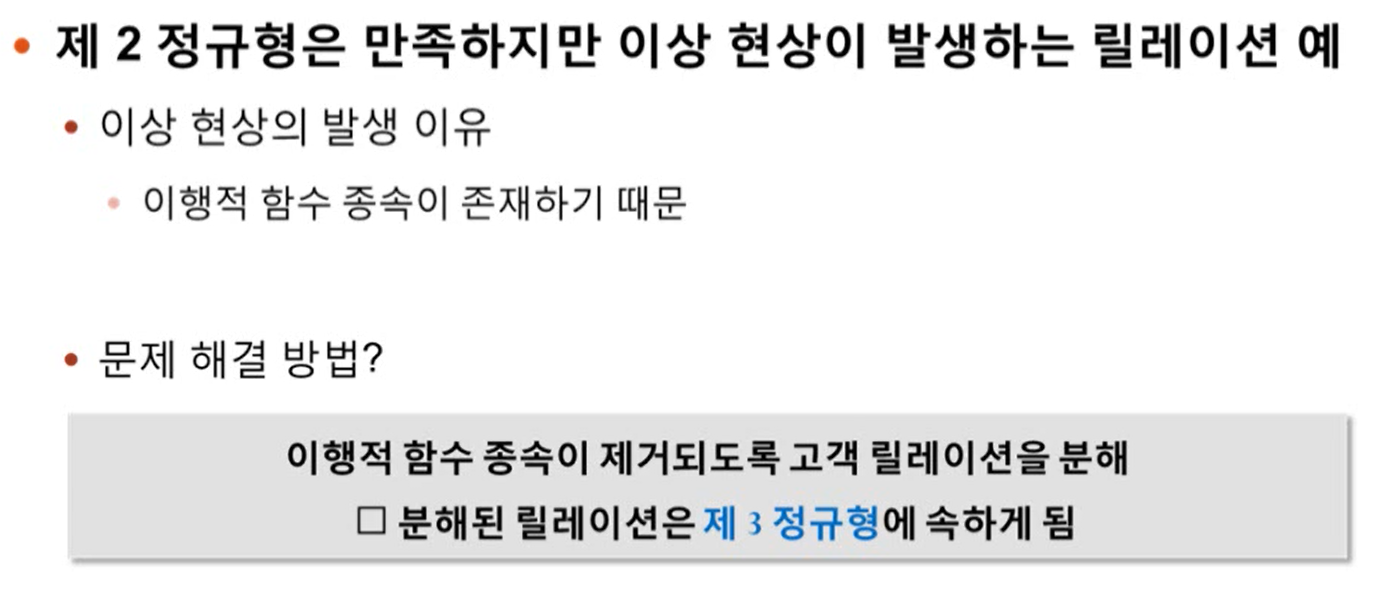 • 제 2 정규형은 만족하지만 이상 현상이 발생하는 릴레이션 예
• 이상 현상의 발생 이유
• 이행적 함수 종속이 존재하기 때문
• 문제 해결 방법?
이행적 함수 종속이 제거되도록 고객 릴레이션을 분해
□ 분해된 릴레이션은 제 3 정규형에 속하게 됨